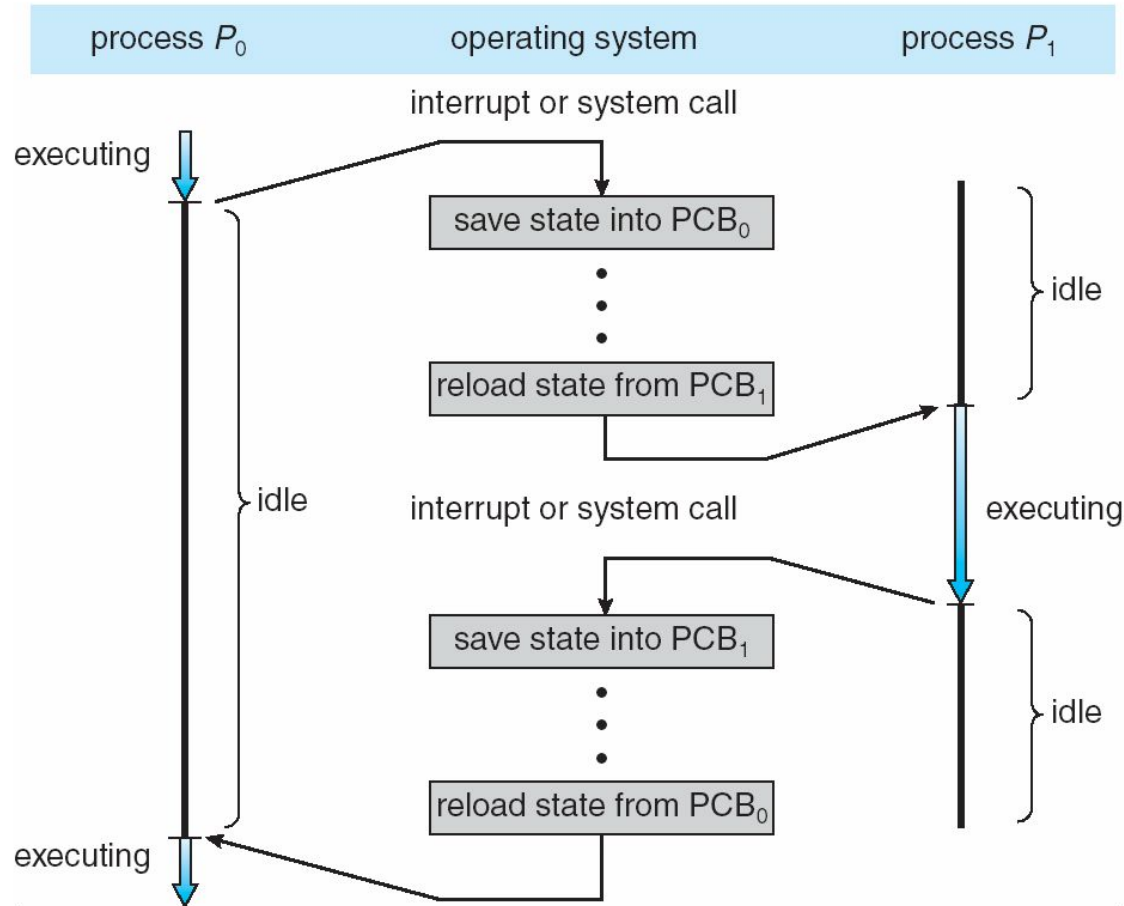 process P₀
operating system
process P₁
interrupt or system call
executing
save state into PCB₀
idle
reload state from PCB₁
idle
interrupt or system call
executing
save state into PCB₁
idle
reload state from PCB₀
executing